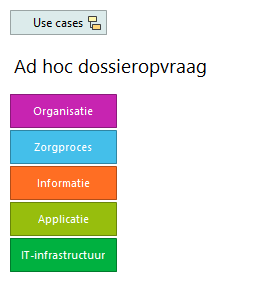 Use cases
Ad hoc dossieropvraag
Organisatie
Zorgproces
Informatie
Applicatie
IT-infrastructuur